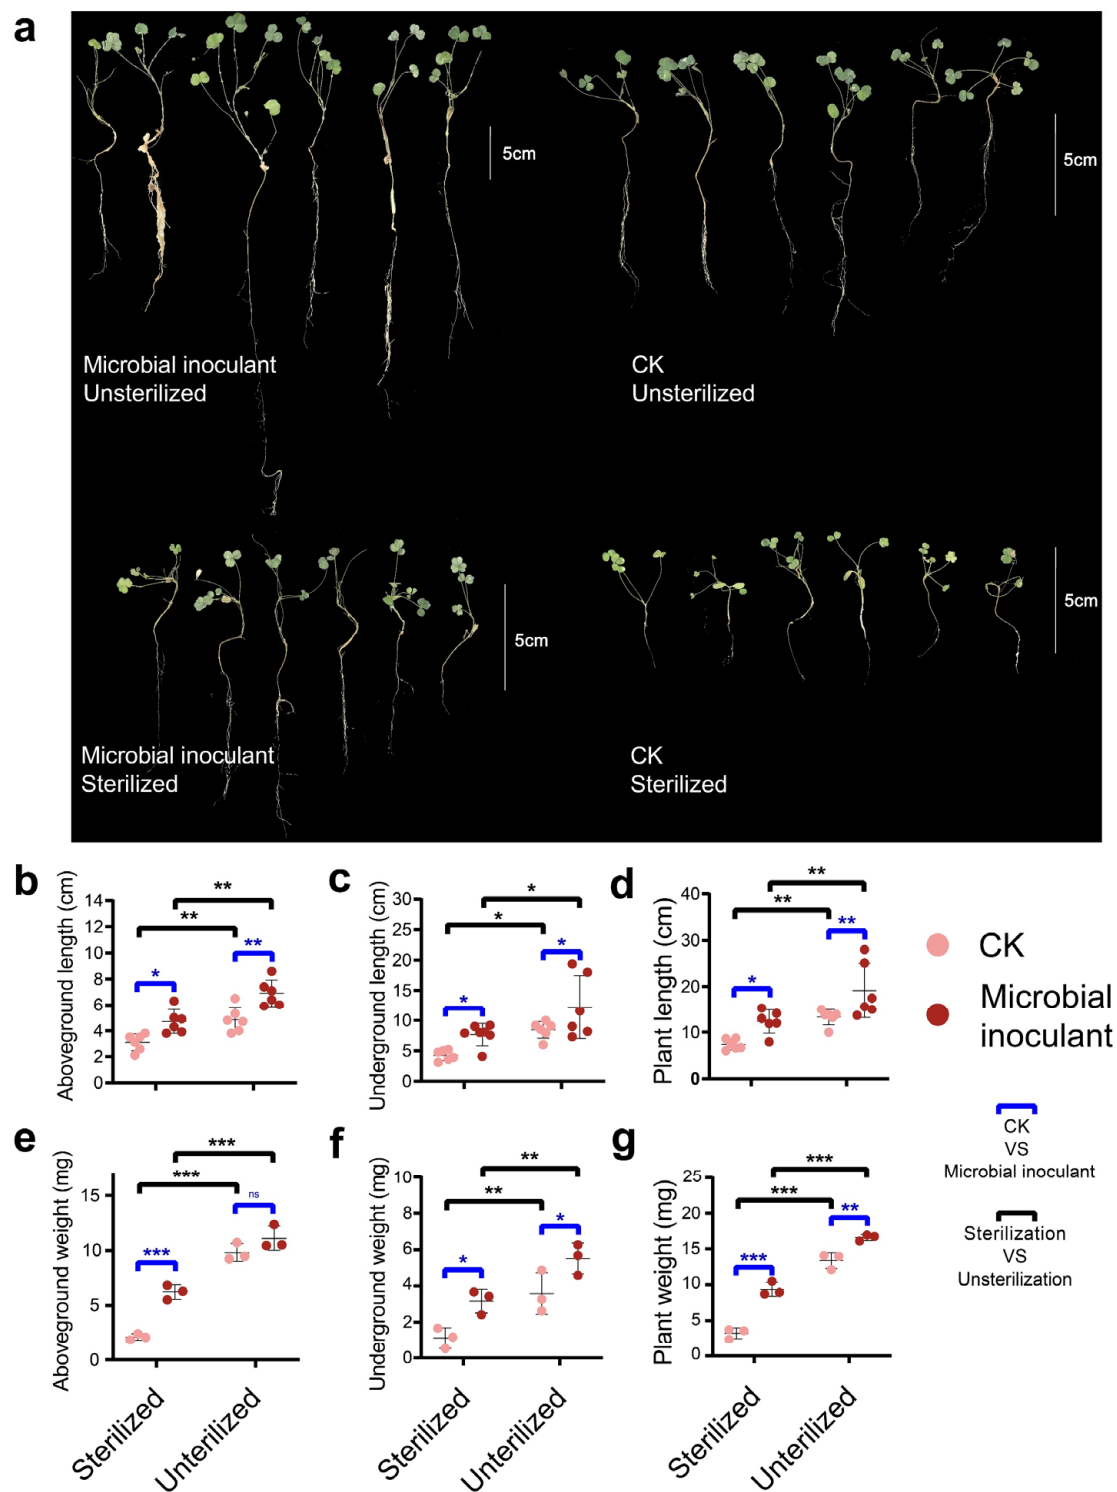 a
5cm
5cm
Microbial inoculant
Unsterilized
CK
Unsterilized
5cm
5cm
Microbial inoculant
Sterilized
CK
Sterilized
b
Aboveground length (cm)
14
12
10
8
6
4
2
0
**
**
**
*
c
Underground length (cm)
30
25
20
15
10
5
0
*
*
*
*
d
Plant length (cm)
40
30
20
10
0
**
**
**
*
CK
Microbial
inoculant
e
Aboveground weight (mg)
15
10
5
0
***
***
ns
***
Sterilized
Unterilized
f
Underground weight (mg)
10
8
6
4
2
0
**
**
*
*
Sterilized
Unterilized
g
Plant weight (mg)
25
20
15
10
5
0
***
***
**
***
Sterilized
Unterilized
CK
VS
Microbial inoculant
Sterilization
VS
Unsterilization